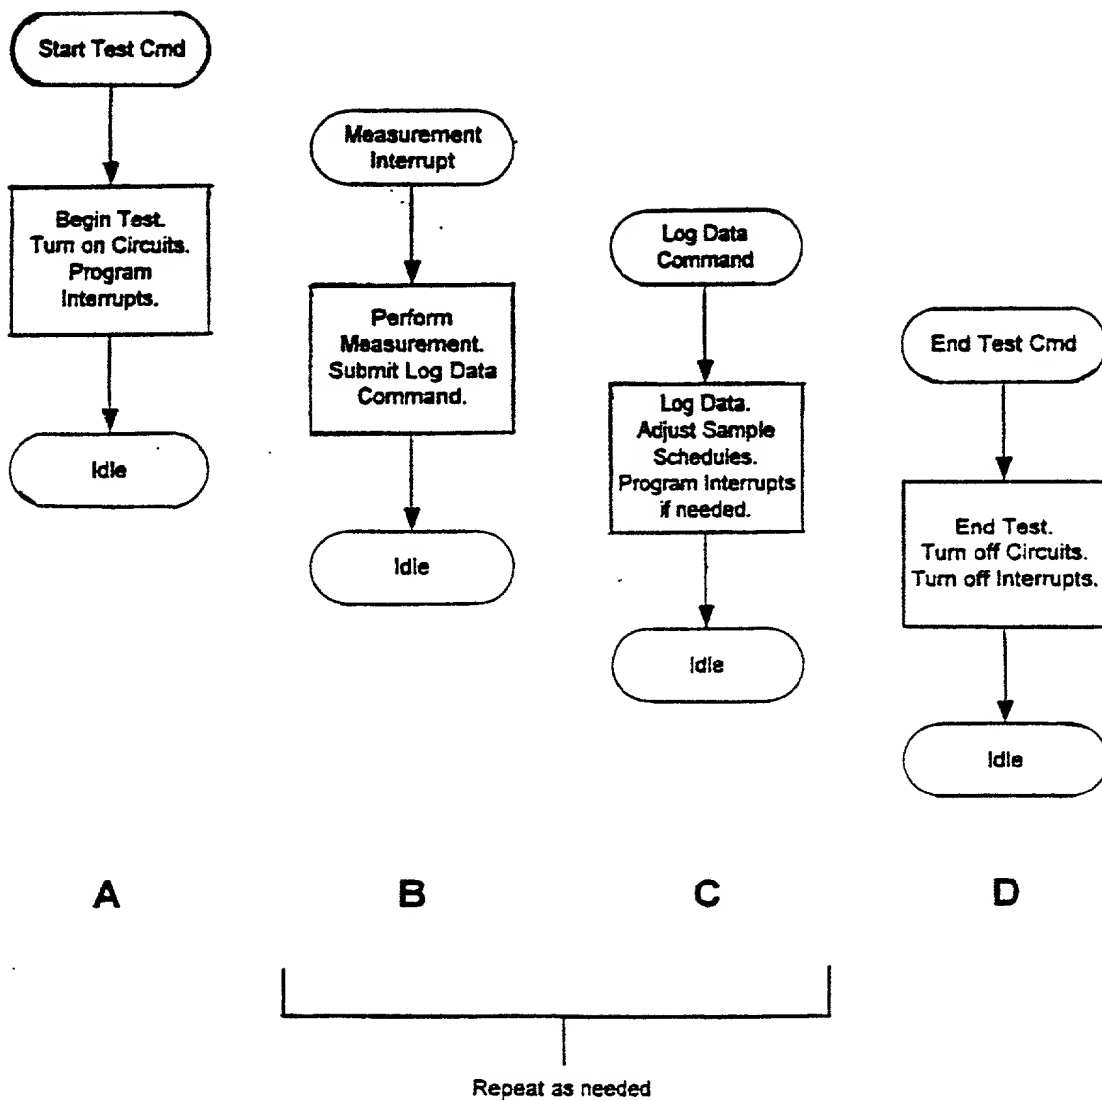 Start Test Cmd
Begin Test.
Turn on Circuits.
Program
Interrupts.
Idle
Measurement
Interrupt
Perform
Measurement.
Submit Log Data
Command.
Idle
Log Data
Command
Log Data.
Adjust Sample
Schedules.
Program Interrupts
if needed.
Idle
End Test Cmd
End Test.
Turn off Circuits.
Turn off Interrupts.
Idle
A
B
C
D
Repeat as needed